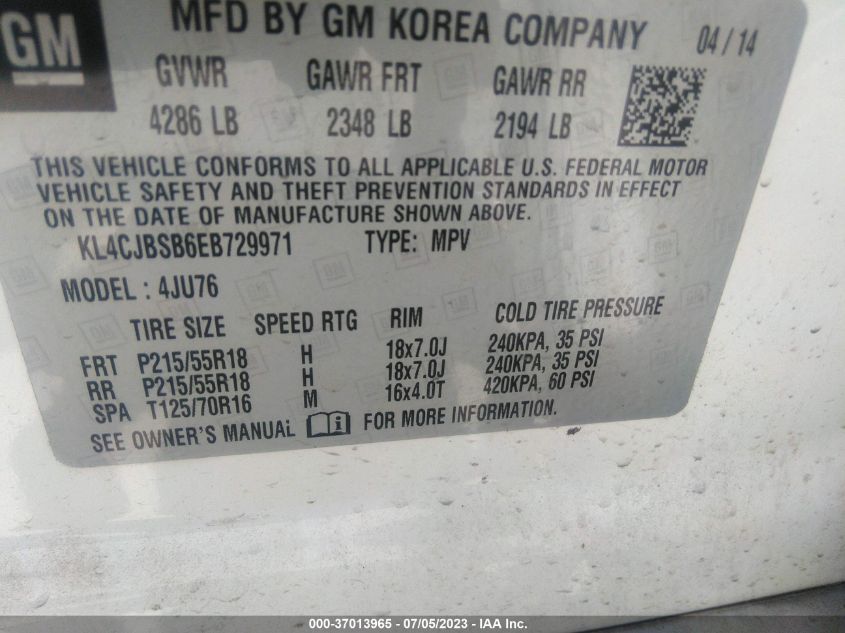 GM
MFD BY GM KOREA COMPANY 04/14
GVWR GAWR FRT GAWR RR
4286 LB 2348 LB 2194 LB
THIS VEHICLE CONFORMS TO ALL APPLICABLE U.S. FEDERAL MOTOR
VEHICLE SAFETY AND THEFT PREVENTION STANDARDS IN EFFECT
ON THE DATE OF MANUFACTURE SHOWN ABOVE.
KL4CJBSB6EB729971 TYPE: MPV
MODEL : 4JU76
TIRE SIZE SPEED RTG RIM COLD TIRE PRESSURE
FRT P215/55R18 H 18x7.0J 240KPA, 35 PSI
RR P215/55R18 H 18x7.0J 240KPA, 35 PSI
SPA T125/70R16 M 16x4.0T 420KPA, 60 PSI
SEE OWNER'S MANUAL i FOR MORE INFORMATION.
000-37013965 - 07/05/2023 - IAA Inc.